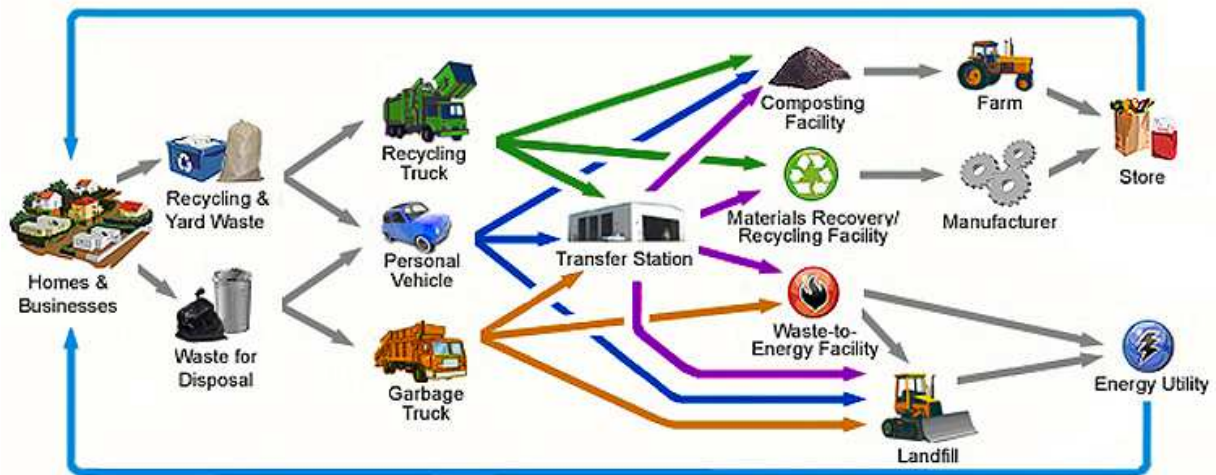 Recycling &
Yard Waste
Homes &
Businesses
Waste for
Disposal
Recycling
Truck
Personal
Vehicle
Garbage
Truck
Transfer Station
Composting
Facility
Materials Recovery/
Recycling Facility
Waste-to-
Energy Facility
Landfill
Farm
Manufacturer
Store
Energy Utility